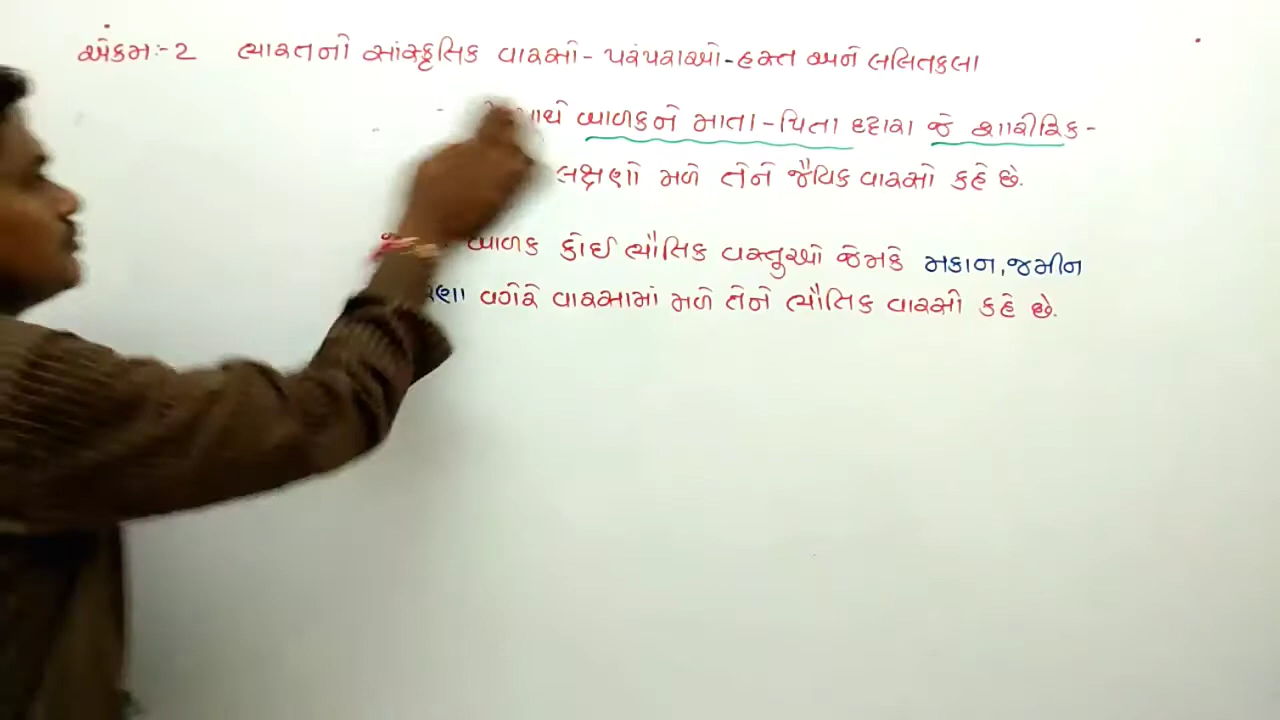 એકમ:-2 ભારતનો સાંસ્કૃતિક વારસો - પરંપરાઓ - હસ્ત અને લલિતકલા
બાળકને માતા - પિતા દ્વારા જે શારીરિક -
લક્ષણો મળે તેને જૈવિક વારસો કહે છે.
બાળક કોઈ ભૌતિક વસ્તુઓ જેમકે મકાન, જમીન
વગેરે વારસામાં મળે તેને ભૌતિક વારસો કહે છે.